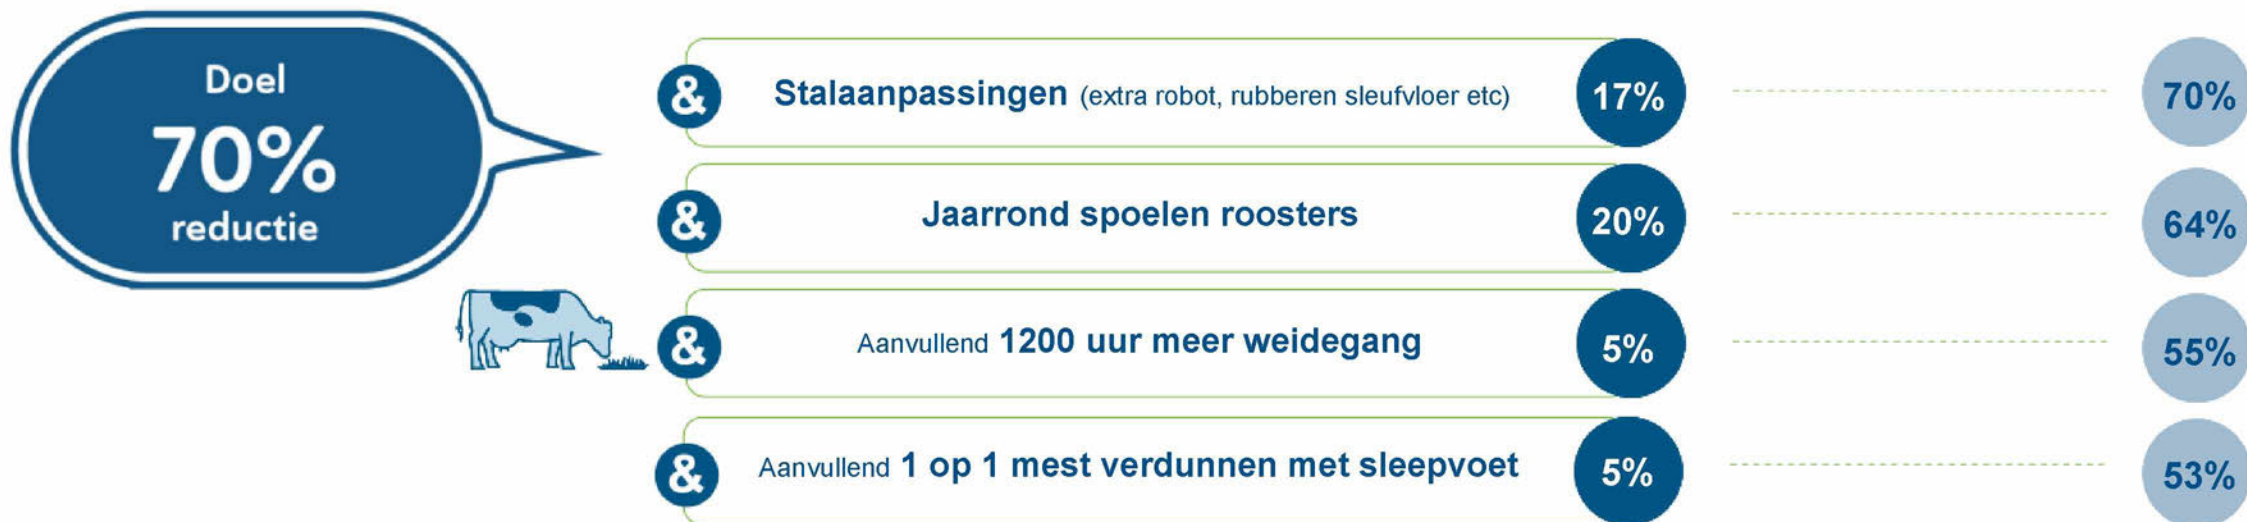 Doel
70%
reductie
& Stalaanpassingen (extra robot, rubberen sleufvloer etc) 17% 70%
& Jaarrond spoelen roosters 20% 64%
& Aanvullend 1200 uur meer weidegang 5% 55%
& Aanvullend 1 op 1 mest verdunnen met sleepvoet 5% 53%